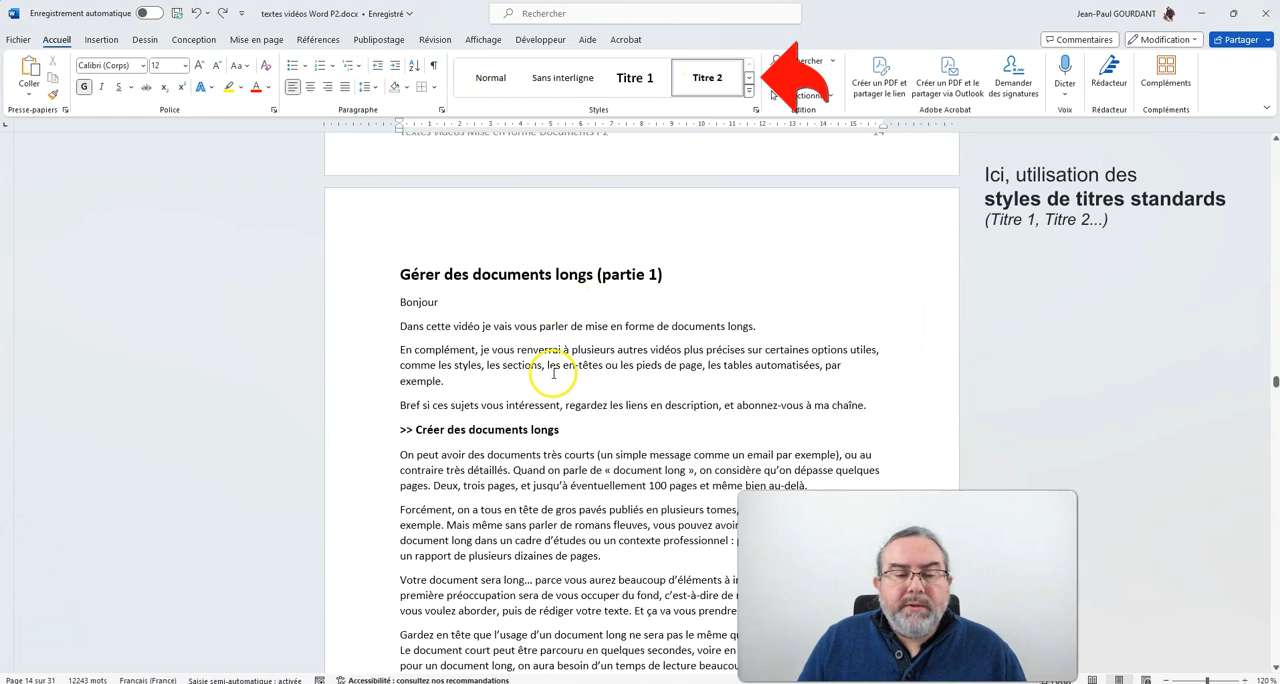 Enregistrement automatique
textes vidéos Word P2.docx • Enregistré
Rechercher
Jean-Paul GOURDANT
Fichier Accueil Insertion Dessin Conception Mise en page Références Publipostage Révision Affichage Développeur Aide Acrobat
Commentaires Modification Partager
Coller
Calibri (Corps) 12
Normal Sans interligne Titre 1 Titre 2
Créer un PDF et partager le lien
Créer un PDF et partager via Outlook
Demander des signatures
Dicter
Rédacteur
Compléments
Presse-papiers Police Paragraphe Styles Édition Adobe Acrobat Voix Rédacteur Compléments
Textes vidéos Mise en forme Documents P2 14
Ici, utilisation des
styles de titres standards
(Titre 1, Titre 2...)
Gérer des documents longs (partie 1)
Bonjour
Dans cette vidéo je vais vous parler de mise en forme de documents longs.
En complément, je vous renverrai à plusieurs autres vidéos plus précises sur certaines options utiles,
comme les styles, les sections, les en-têtes ou les pieds de page, les tables automatisées, par
exemple.
Bref si ces sujets vous intéressent, regardez les liens en description, et abonnez-vous à ma chaîne.
>> Créer des documents longs
On peut avoir des documents très courts (un simple message comme un email par exemple), ou au
contraire très détaillés. Quand on parle de « document long », on considère qu'on dépasse quelques
pages. Deux, trois pages, et jusqu'à éventuellement 100 pages et même bien au-delà.
Forcément, on a tous en tête de gros pavés publiés en plusieurs tomes,
exemple. Mais même sans parler de romans fleuves, vous pouvez avoir
document long dans un cadre d'études ou un contexte professionnel :
un rapport de plusieurs dizaines de pages.
Votre document sera long... parce vous aurez beaucoup d'éléments à
première préoccupation sera de vous occuper du fond, c'est-à-dire de
vous voulez aborder, puis de rédiger votre texte. Et ça va vous prendre
Gardez en tête que l'usage d'un document long ne sera pas le même
Le document court peut être parcouru en quelques secondes, voire en
pour un document long, on aura besoin d'un temps de lecture
Page 14 sur 31 12243 mots Français (France) Saisie semi-automatique : activée Accessibilité : consultez nos recommandations
120 %